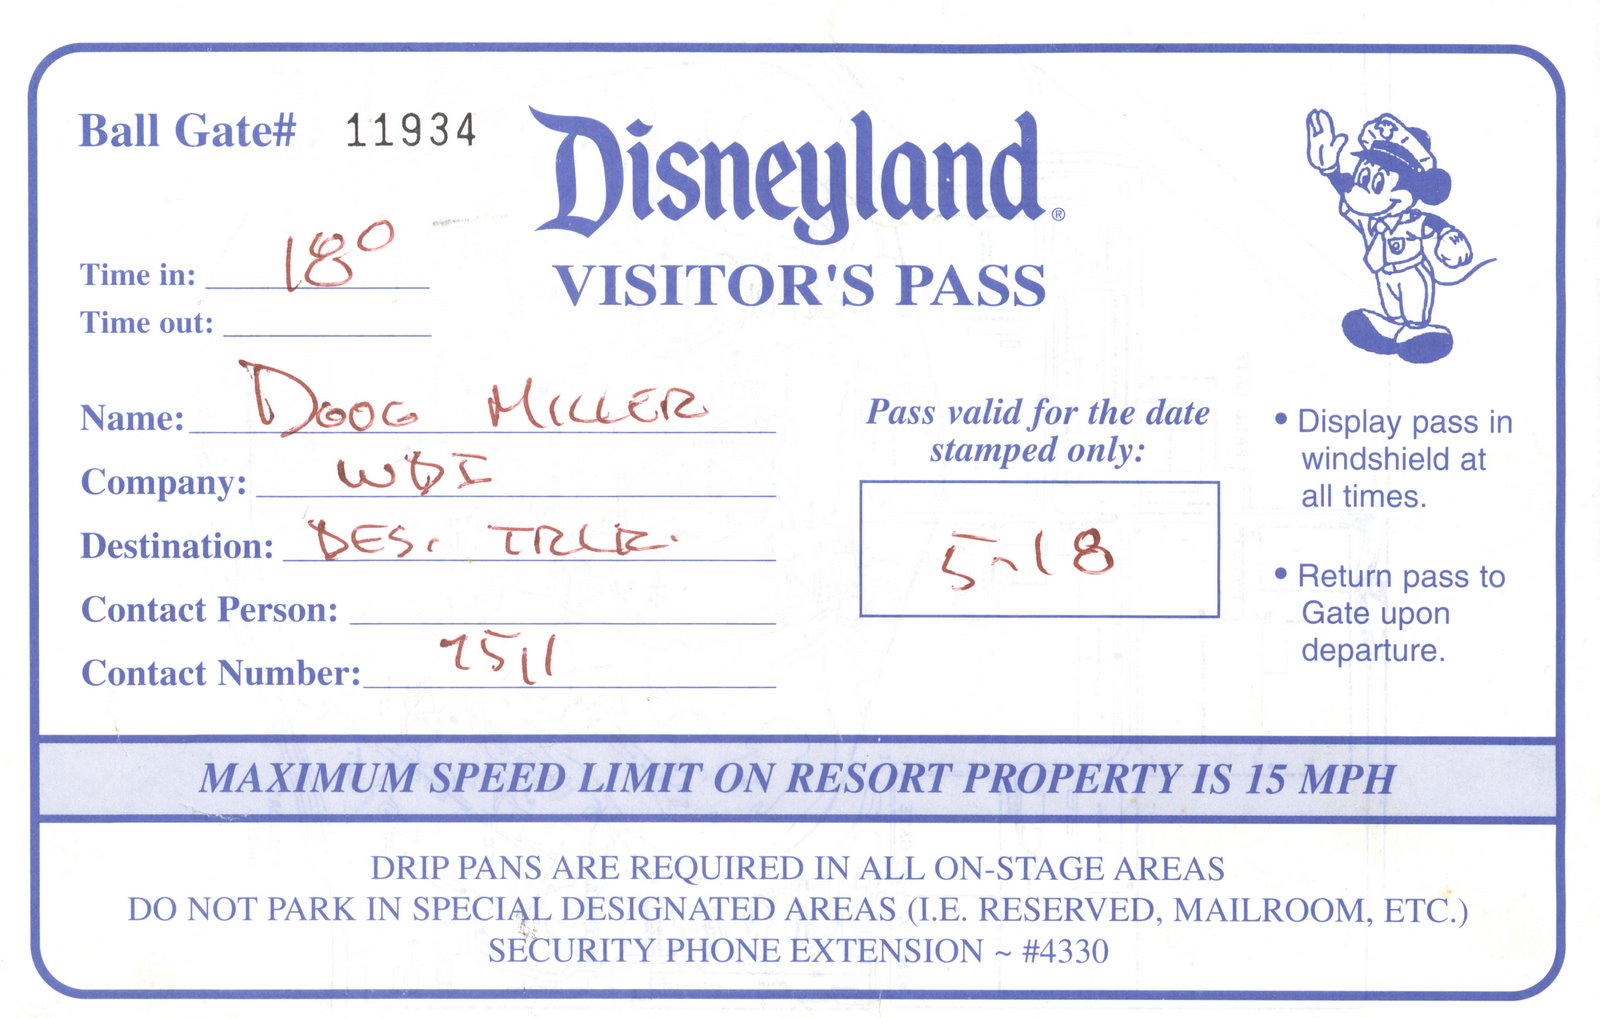 Ball Gate# 11934
Disneyland®
VISITOR'S PASS
Time in: 180
Time out:
Name: DOUG MILLER
Company: WDI
Destination: DES. TRLR.
Contact Person:
Contact Number: 7511
Pass valid for the date
stamped only:
5-18
• Display pass in
windshield at
all times.
• Return pass to
Gate upon
departure.
MAXIMUM SPEED LIMIT ON RESORT PROPERTY IS 15 MPH
DRIP PANS ARE REQUIRED IN ALL ON-STAGE AREAS
DO NOT PARK IN SPECIAL DESIGNATED AREAS (I.E. RESERVED, MAILROOM, ETC.)
SECURITY PHONE EXTENSION ~ #4330